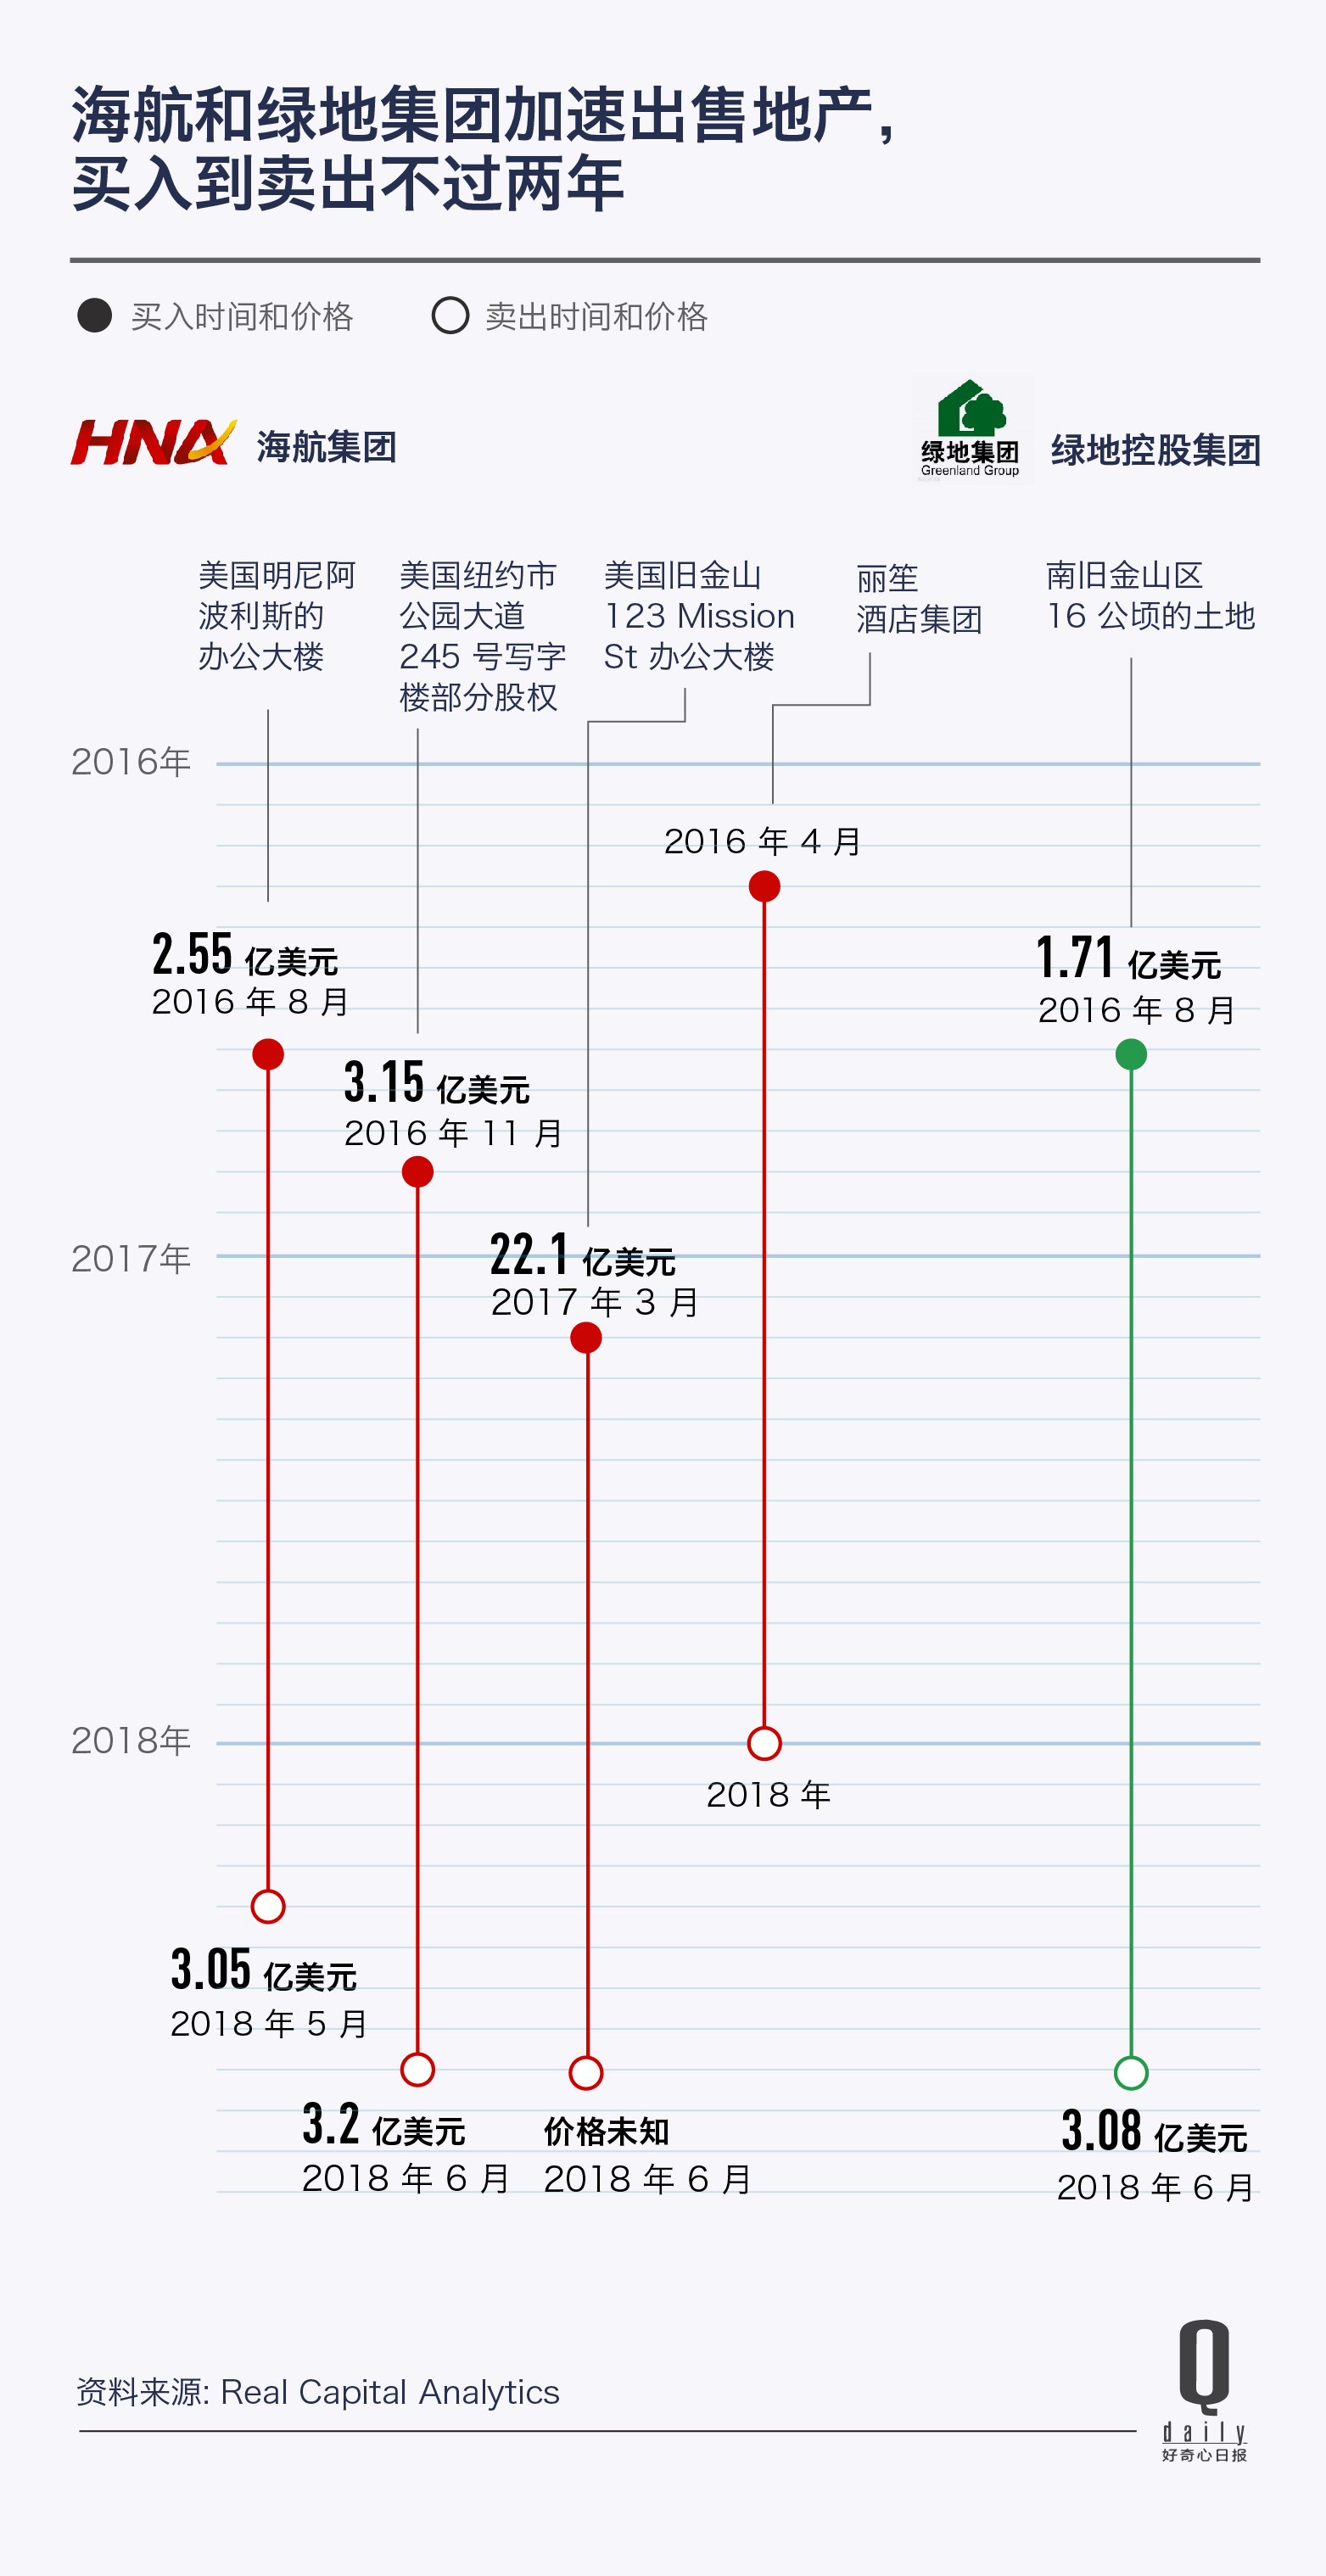 海航和绿地集团加速出售地产，
买入到卖出不过两年
买入时间和价格
卖出时间和价格
HNA 海航集团
绿地集团
Greenland Group
绿地控股集团
美国明尼阿
波利斯的
办公大楼
美国纽约市
公园大道
245 号写字
楼部分股权
美国旧金山
123 Mission
St 办公大楼
丽笙
酒店集团
南旧金山区
16 公顷的土地
2016年
2016 年 4 月
2.55 亿美元
2016 年 8 月
1.71 亿美元
2016 年 8 月
3.15 亿美元
2016 年 11 月
2017年
22.1 亿美元
2017 年 3 月
2018年
2018 年
3.05 亿美元
2018 年 5 月
3.2 亿美元
2018 年 6 月
价格未知
2018 年 6 月
3.08 亿美元
2018 年 6 月
资料来源: Real Capital Analytics
Q
daily
好奇心日报